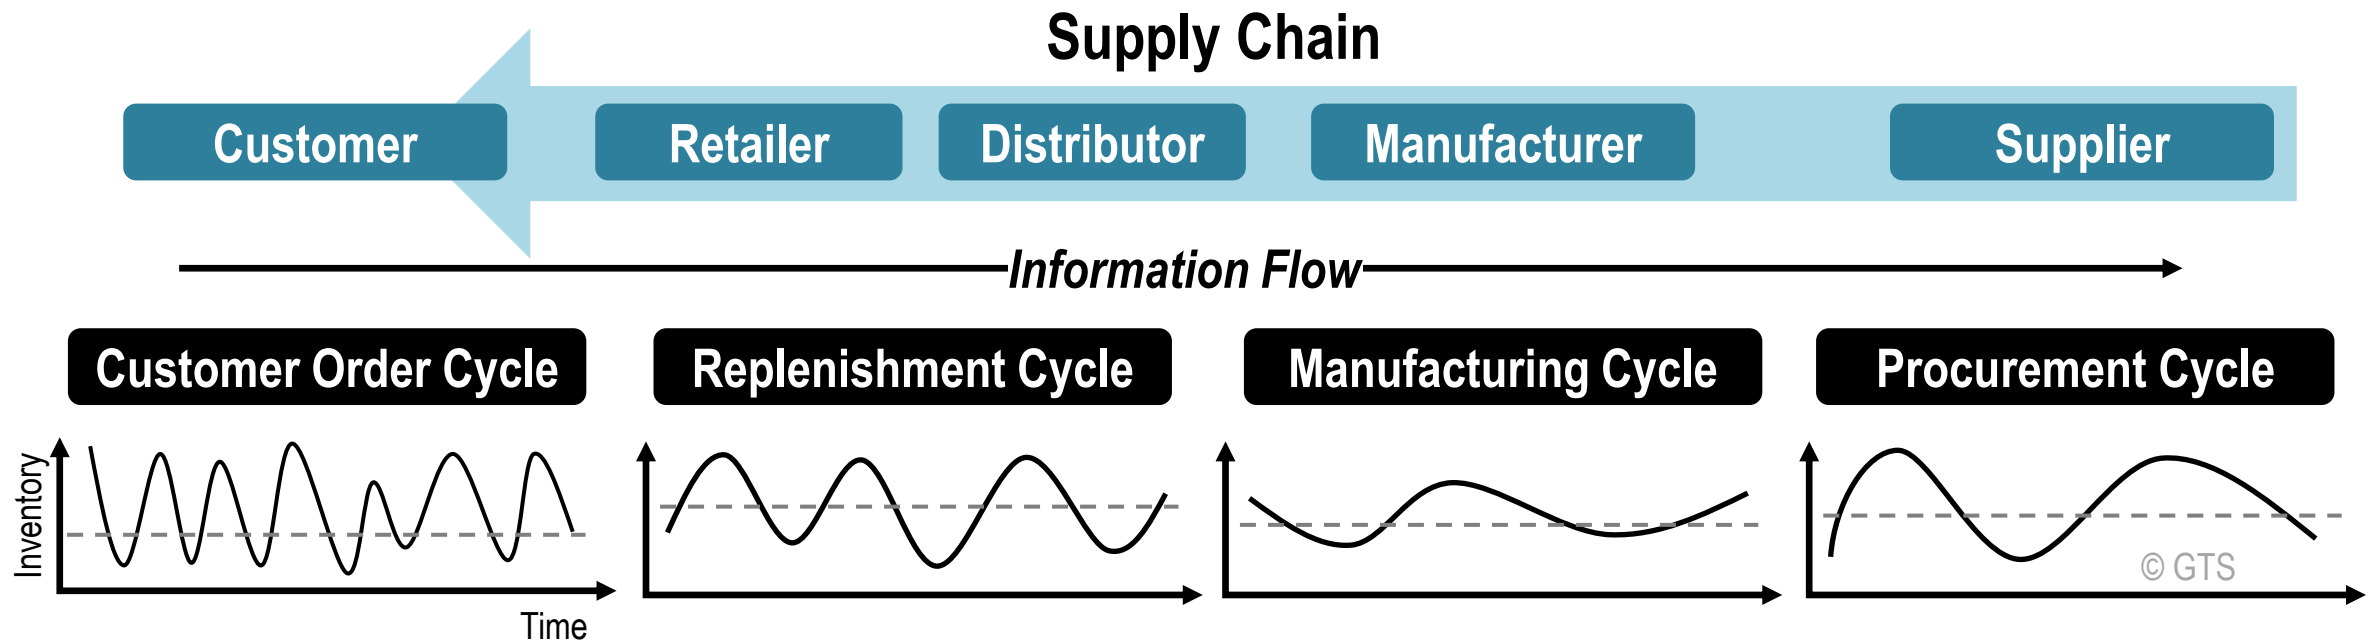 Supply Chain
Customer
Retailer
Distributor
Manufacturer
Supplier
Information Flow
Customer Order Cycle
Replenishment Cycle
Manufacturing Cycle
Procurement Cycle
Inventory
Time
© GTS